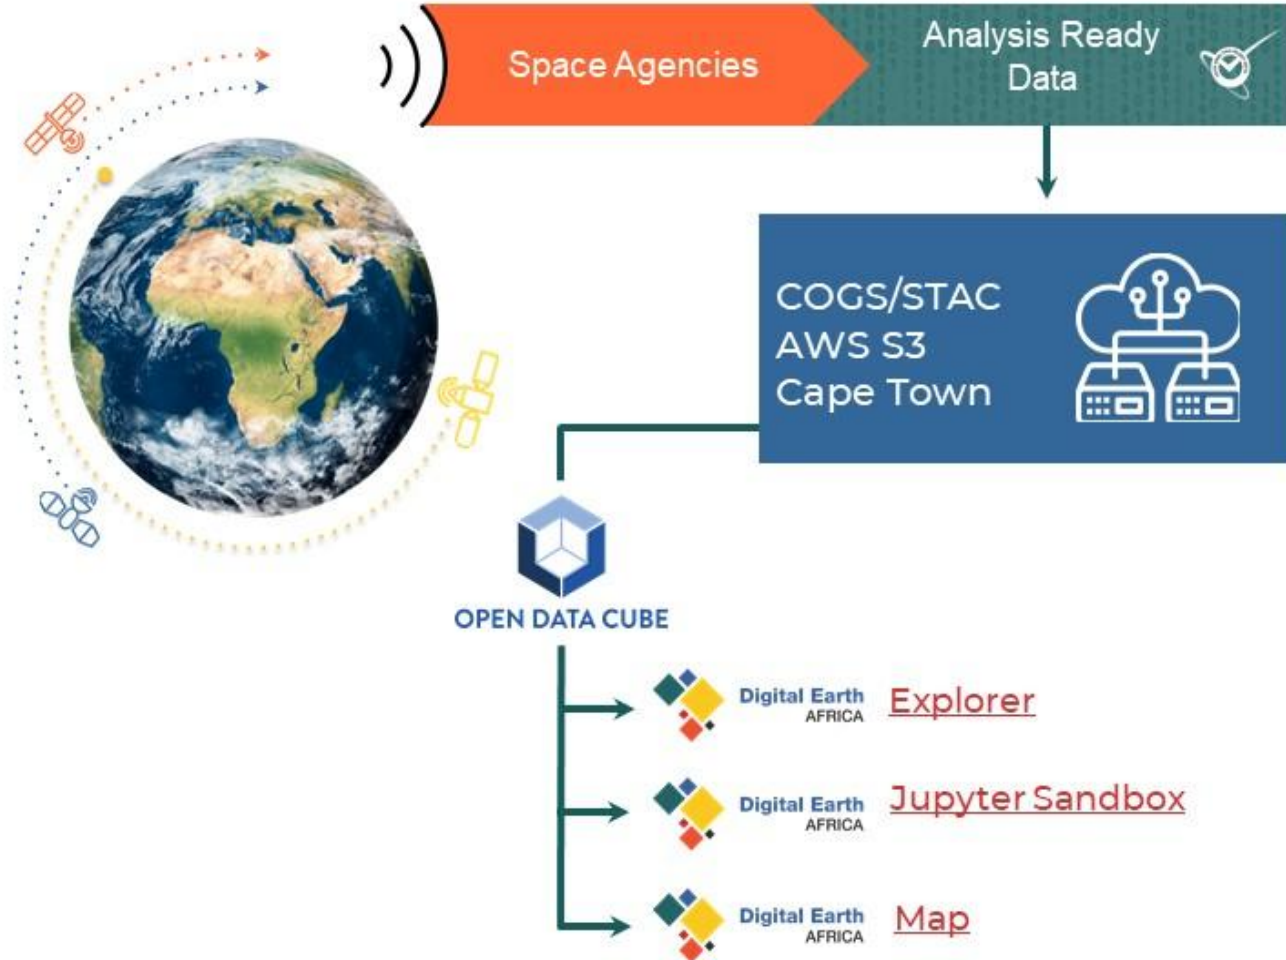 Space Agencies
Analysis Ready
Data
COGS/STAC
AWS S3
Cape Town
OPEN DATA CUBE
Digital Earth
AFRICA
Explorer
Digital Earth
AFRICA
Jupyter Sandbox
Digital Earth
AFRICA
Map